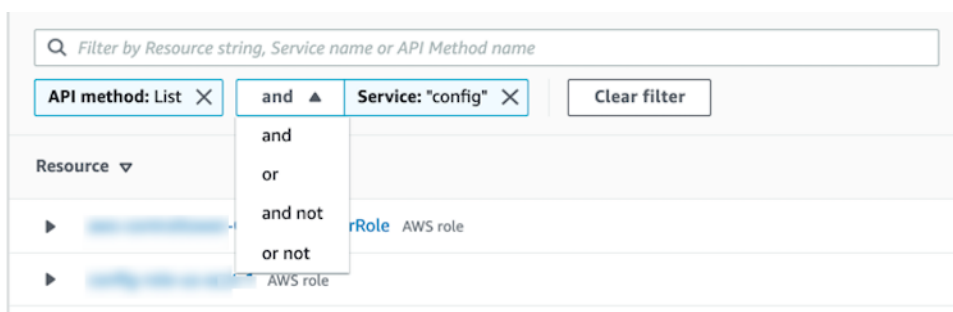 Filter by Resource string, Service name or API Method name
API method: List and Service: "config" Clear filter
and
Resource
or
and not
rRole AWS role
or not
AWS role